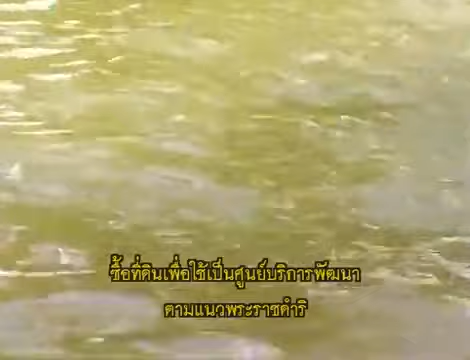 ซื้อที่ดินเพื่อใช้เป็นศูนย์บริการพัฒนา
ตามแนวพระราชดำริ